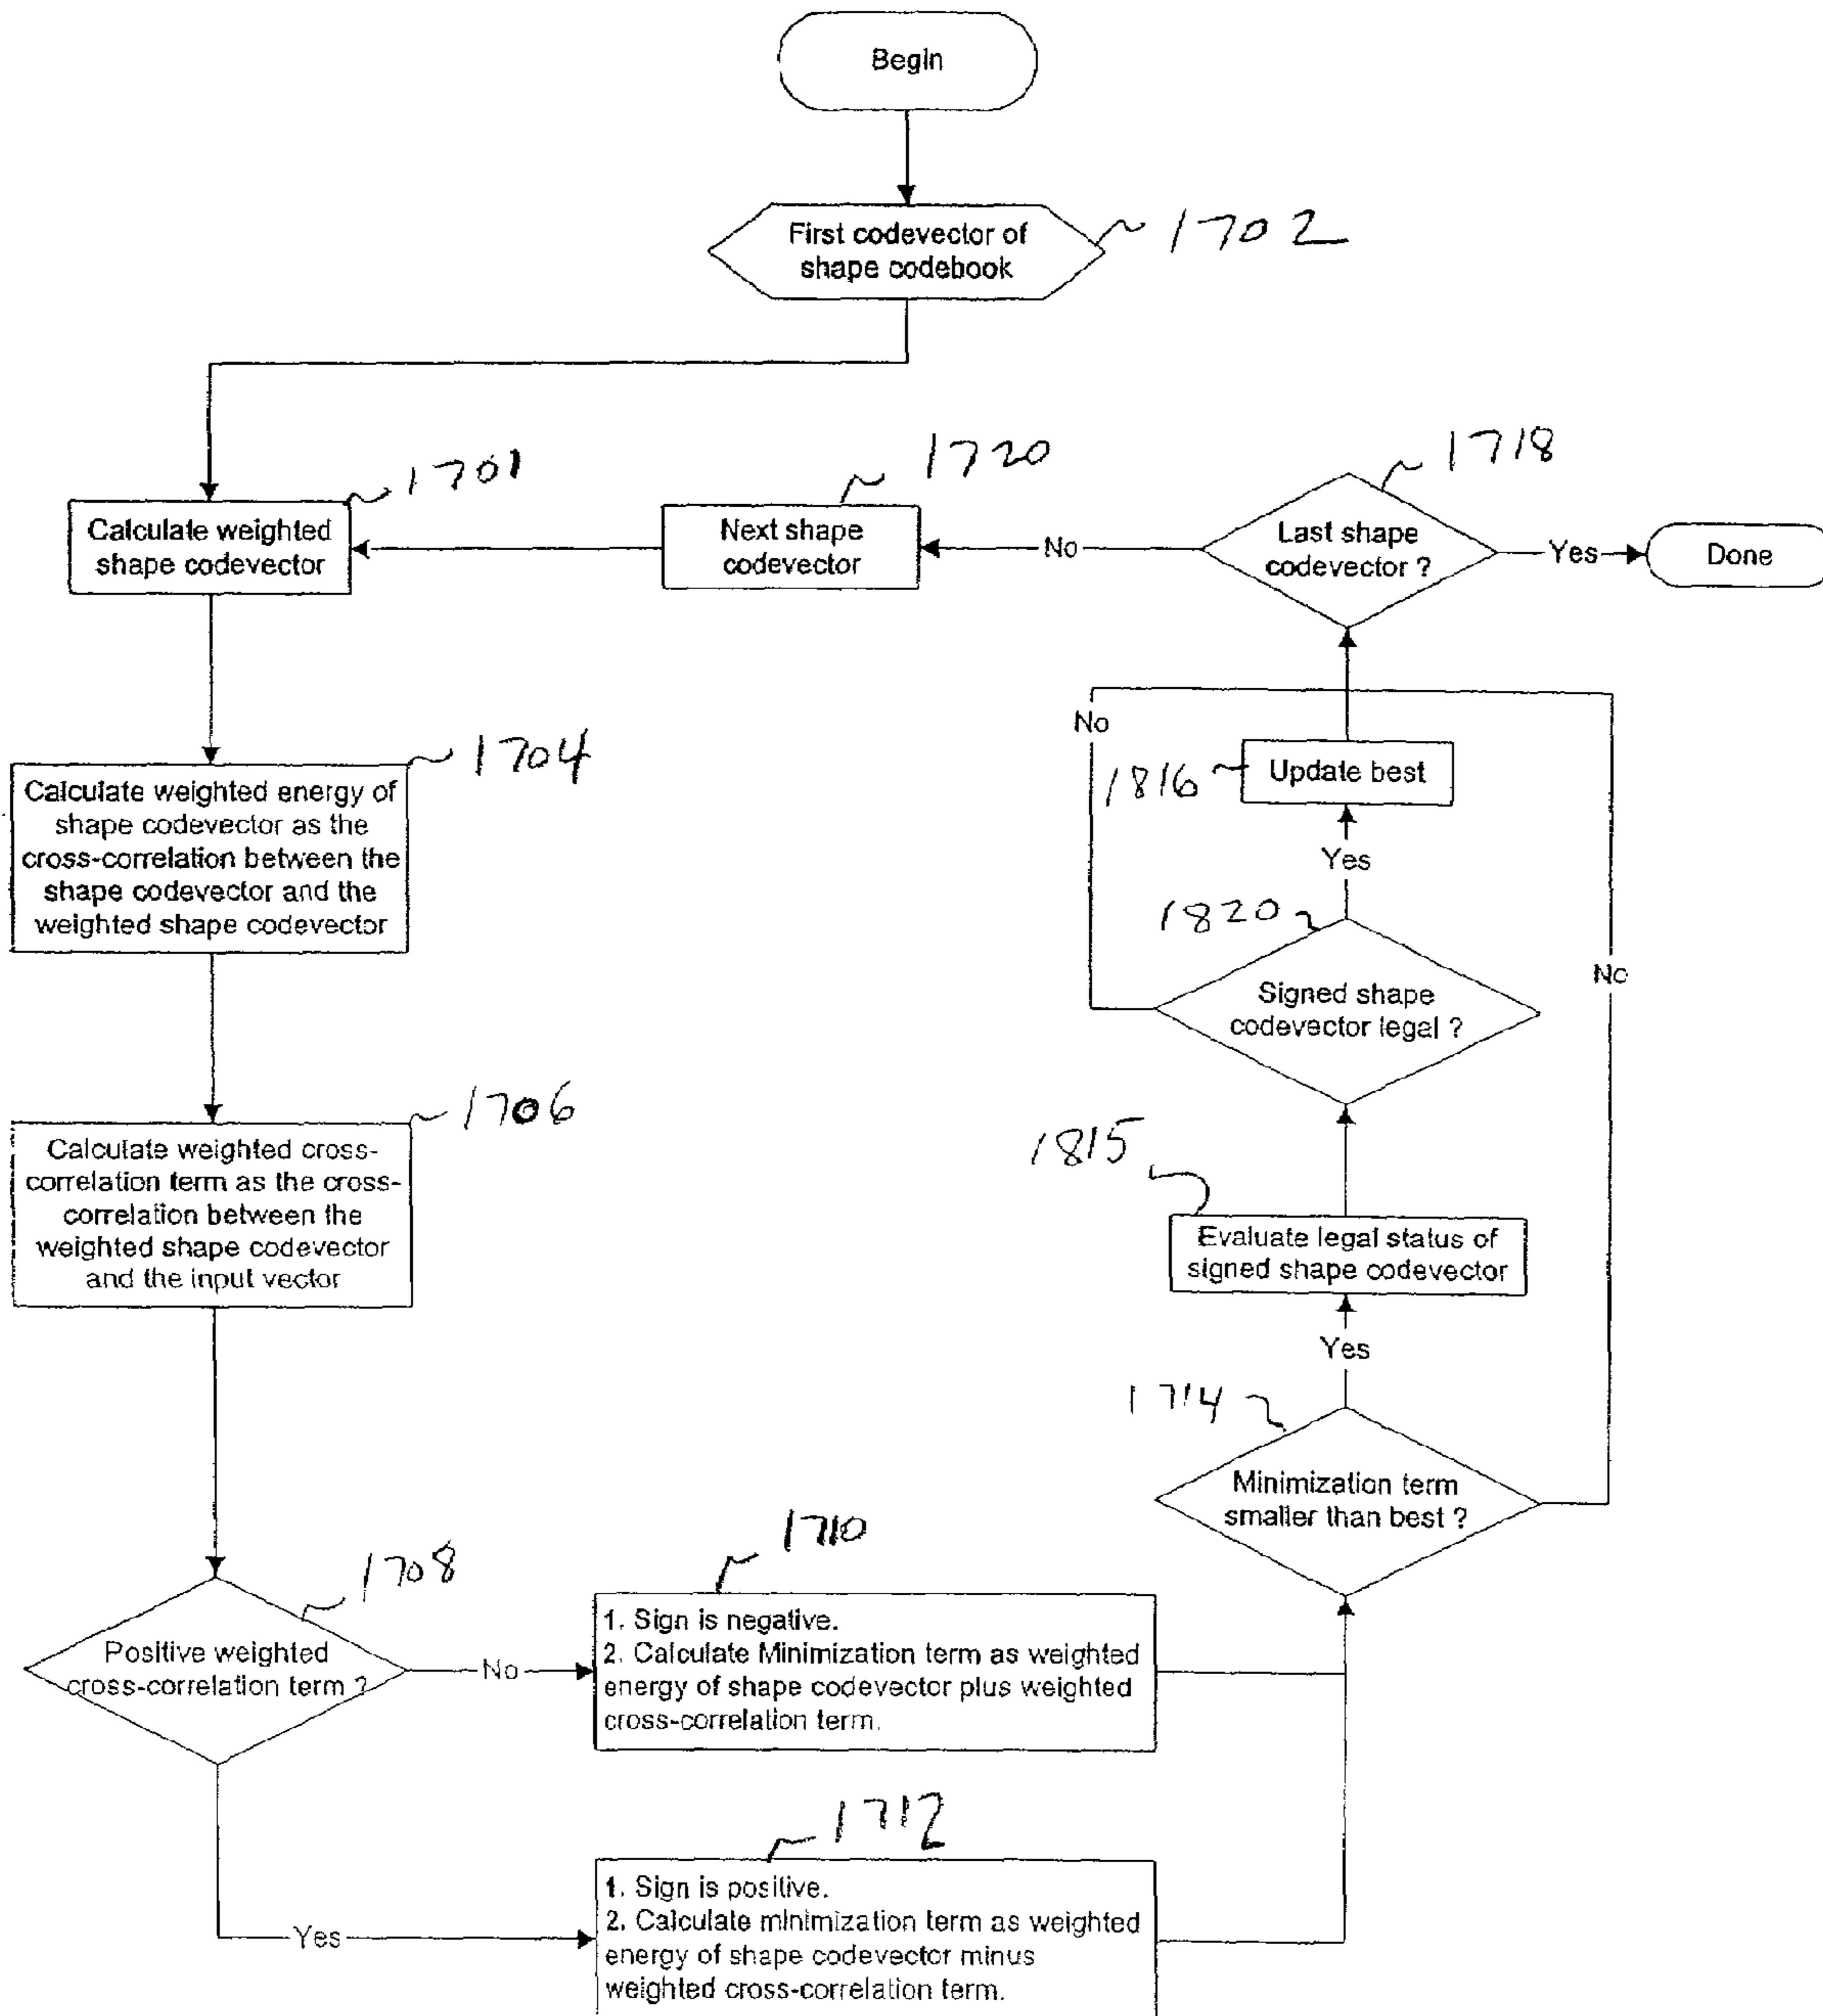 Begin
First codevector of
shape codebook
1702
1701
Calculate weighted
shape codevector
1720
Next shape
codevector
No
1718
Last shape
codevector ?
Yes
Done
1704
Calculate weighted energy of
shape codevector as the
cross-correlation between the
shape codevector and the
weighted shape codevector
No
1816
Update best
Yes
1820
Signed shape
codevector legal ?
No
1706
Calculate weighted cross-
correlation term as the cross-
correlation between the
weighted shape codevector
and the input vector
1815
Evaluate legal status of
signed shape codevector
Yes
1714
Minimization term
smaller than best ?
1708
Positive weighted
cross-correlation term ?
No
1710
1. Sign is negative.
2. Calculate Minimization term as weighted
energy of shape codevector plus weighted
cross-correlation term.
Yes
1712
1. Sign is positive.
2. Calculate minimization term as weighted
energy of shape codevector minus
weighted cross-correlation term.